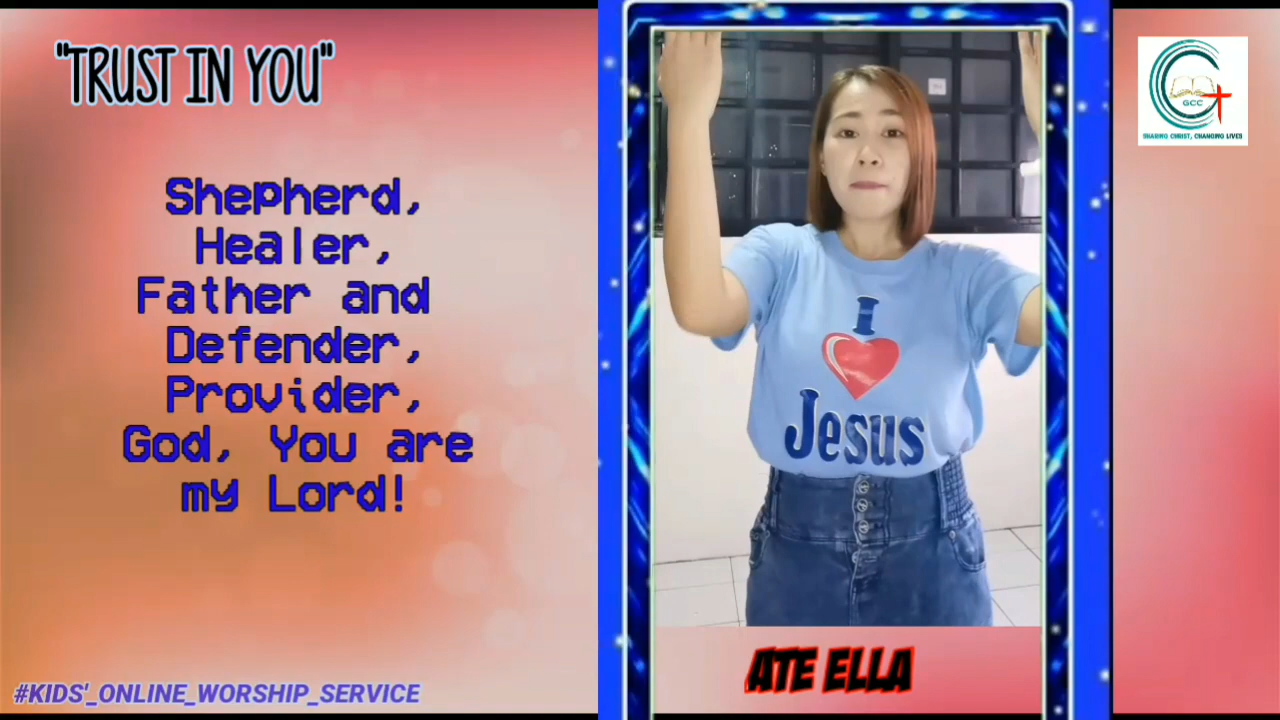 "TRUST IN YOU"
Shepherd,
Healer,
Father and
Defender,
Provider,
God, You are
my Lord!
#KIDS'_ONLINE_WORSHIP_SERVICE
I
Jesus
ATE ELLA
GCC
SHARING CHRIST, CHANGING LIVES